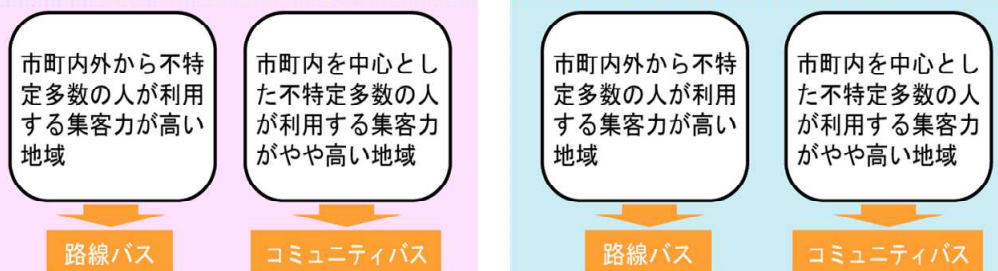 市町内外から不特
定多数の人が利用
する集客力が高い
地域
路線バス
市町内を中心とし
た不特定多数の人
が利用する集客力
がやや高い地域
コミュニティバス
市町内外から不特
定多数の人が利用
する集客力が高い
地域
路線バス
市町内を中心とし
た不特定多数の人
が利用する集客力
がやや高い地域
コミュニティバス